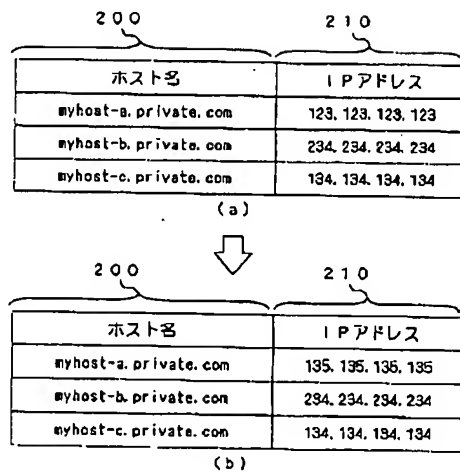 200 210
ホスト名 IPアドレス
myhost-a.private.com 123.123.123.123
myhost-b.private.com 234.234.234.234
myhost-c.private.com 134.134.134.134
(a)
200 210
ホスト名 IPアドレス
myhost-a.private.com 135.135.135.135
myhost-b.private.com 234.234.234.234
myhost-c.private.com 134.134.134.134
(b)